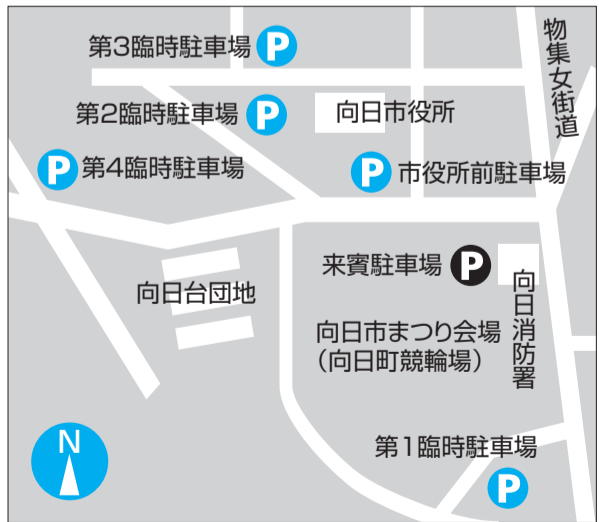 第3臨時駐車場 P
物集女街道
第2臨時駐車場 P
向日市役所
P 第4臨時駐車場
P 市役所前駐車場
来賓駐車場 P
向日消防署
向日台団地
向日市まつり会場
（向日町競輪場）
第1臨時駐車場
P
N